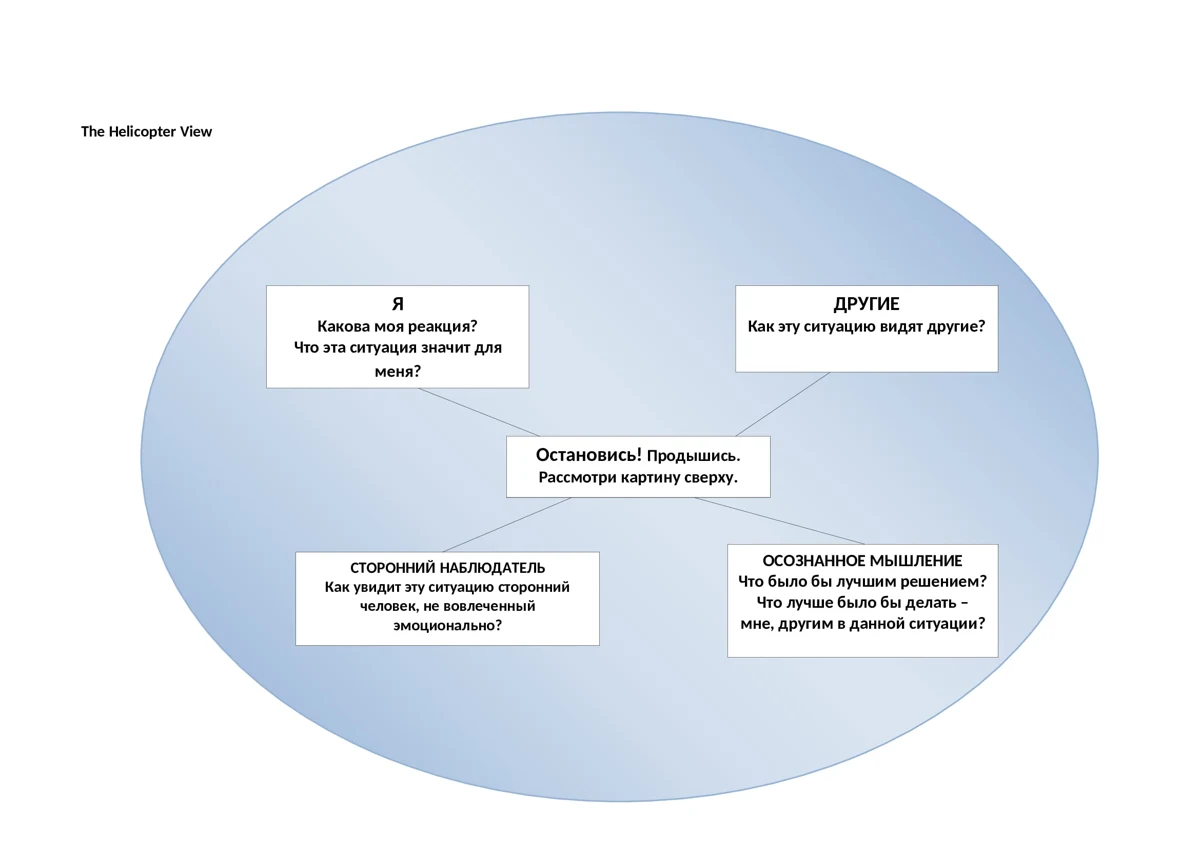 The Helicopter View
Я
Какова моя реакция?
Что эта ситуация значит для
меня?
ДРУГИЕ
Как эту ситуацию видят другие?
Остановись! Продышись.
Рассмотри картину сверху.
СТОРОННИЙ НАБЛЮДАТЕЛЬ
Как увидит эту ситуацию сторонний
человек, не вовлеченный
эмоционально?
ОСОЗНАННОЕ МЫШЛЕНИЕ
Что было бы лучшим решением?
Что лучше было бы делать –
мне, другим в данной ситуации?